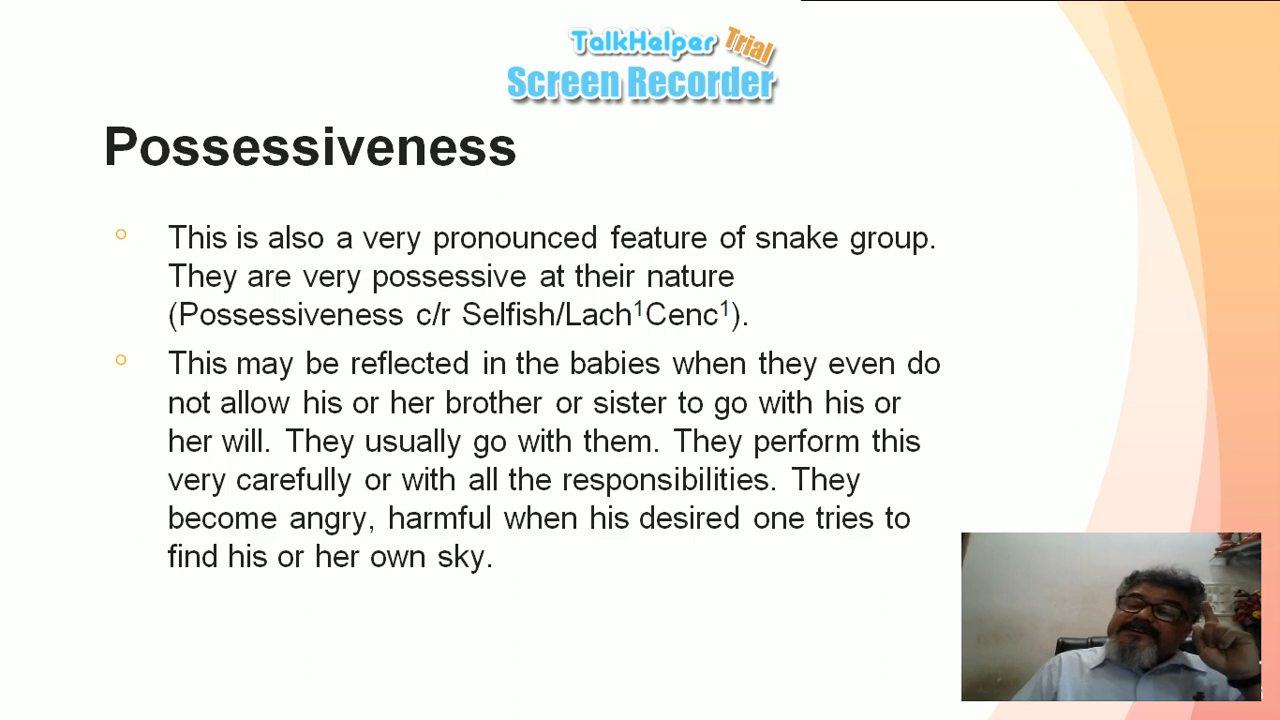 TalkHelper Trial
Screen Recorder
Possessiveness
This is also a very pronounced feature of snake group.
They are very possessive at their nature
(Possessiveness c/r Selfish/Lach¹Cenc¹).
This may be reflected in the babies when they even do
not allow his or her brother or sister to go with his or
her will. They usually go with them. They perform this
very carefully or with all the responsibilities. They
become angry, harmful when his desired one tries to
find his or her own sky.